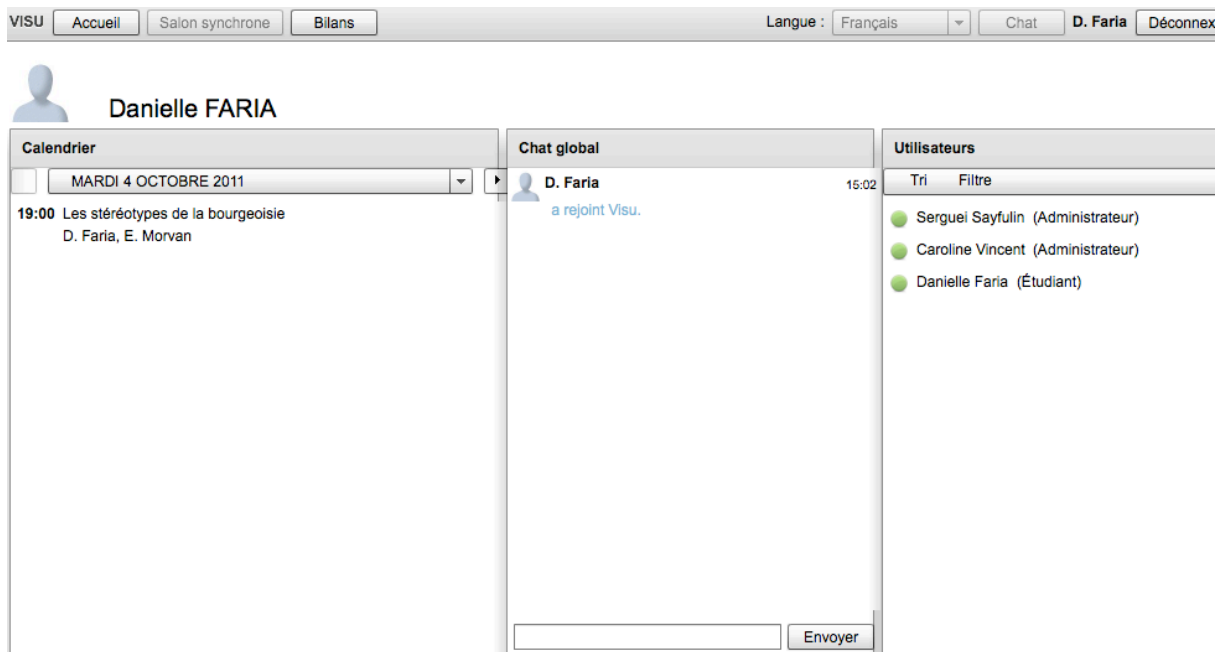 VISU Accueil Salon synchrone Bilans Langue : Français Chat D. Faria Déconnex
Danielle FARIA
Calendrier
MARDI 4 OCTOBRE 2011
19:00 Les stéréotypes de la bourgeoisie
D. Faria, E. Morvan
Chat global
D. Faria 15:02
a rejoint Visu.
Envoyer
Utilisateurs
Tri Filtre
Serguei Sayfulin (Administrateur)
Caroline Vincent (Administrateur)
Danielle Faria (Étudiant)